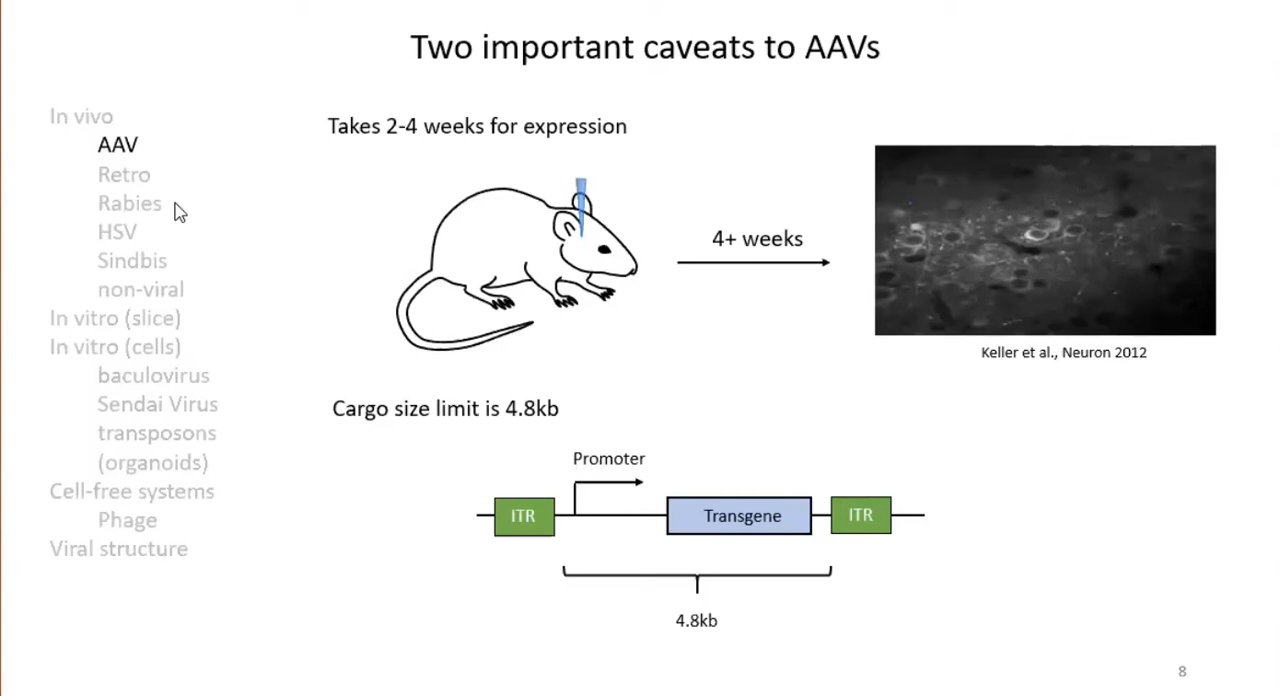 Two important caveats to AAVs
In vivo
AAV
Retro
Rabies
HSV
Sindbis
non-viral
In vitro (slice)
In vitro (cells)
baculovirus
Sendai Virus
transposons
(organoids)
Cell-free systems
Phage
Viral structure
Takes 2-4 weeks for expression
4+ weeks
Keller et al., Neuron 2012
Cargo size limit is 4.8kb
Promoter
ITR
Transgene
ITR
4.8kb
8